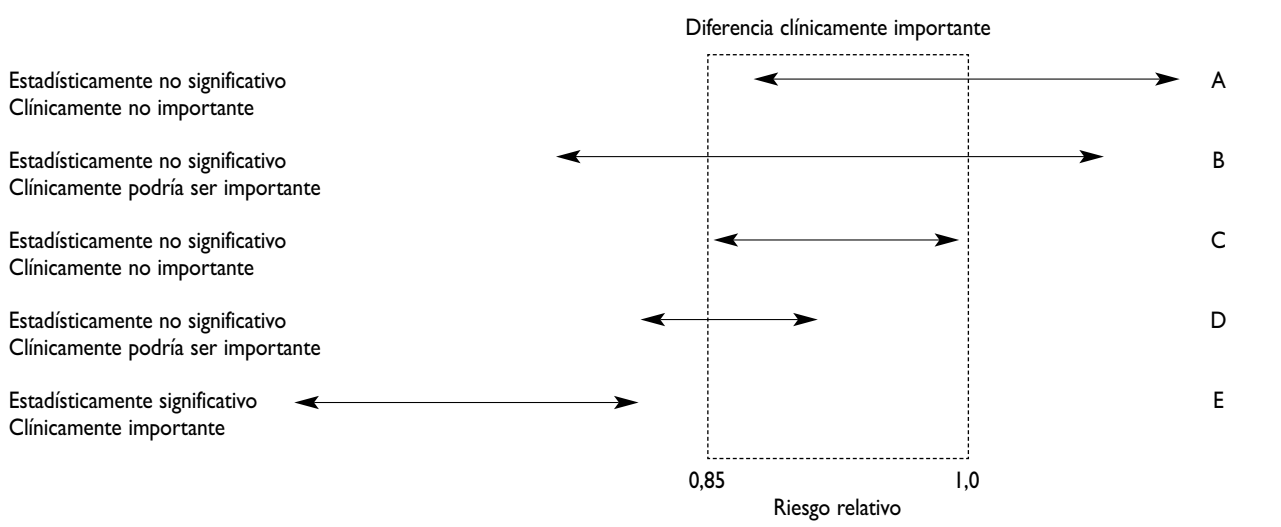 Diferencia clínicamente importante
Estadísticamente no significativo
Clínicamente no importante
A
Estadísticamente no significativo
Clínicamente podría ser importante
B
Estadísticamente no significativo
Clínicamente no importante
C
Estadísticamente no significativo
Clínicamente podría ser importante
D
Estadísticamente significativo
Clínicamente importante
E
0,85
1,0
Riesgo relativo